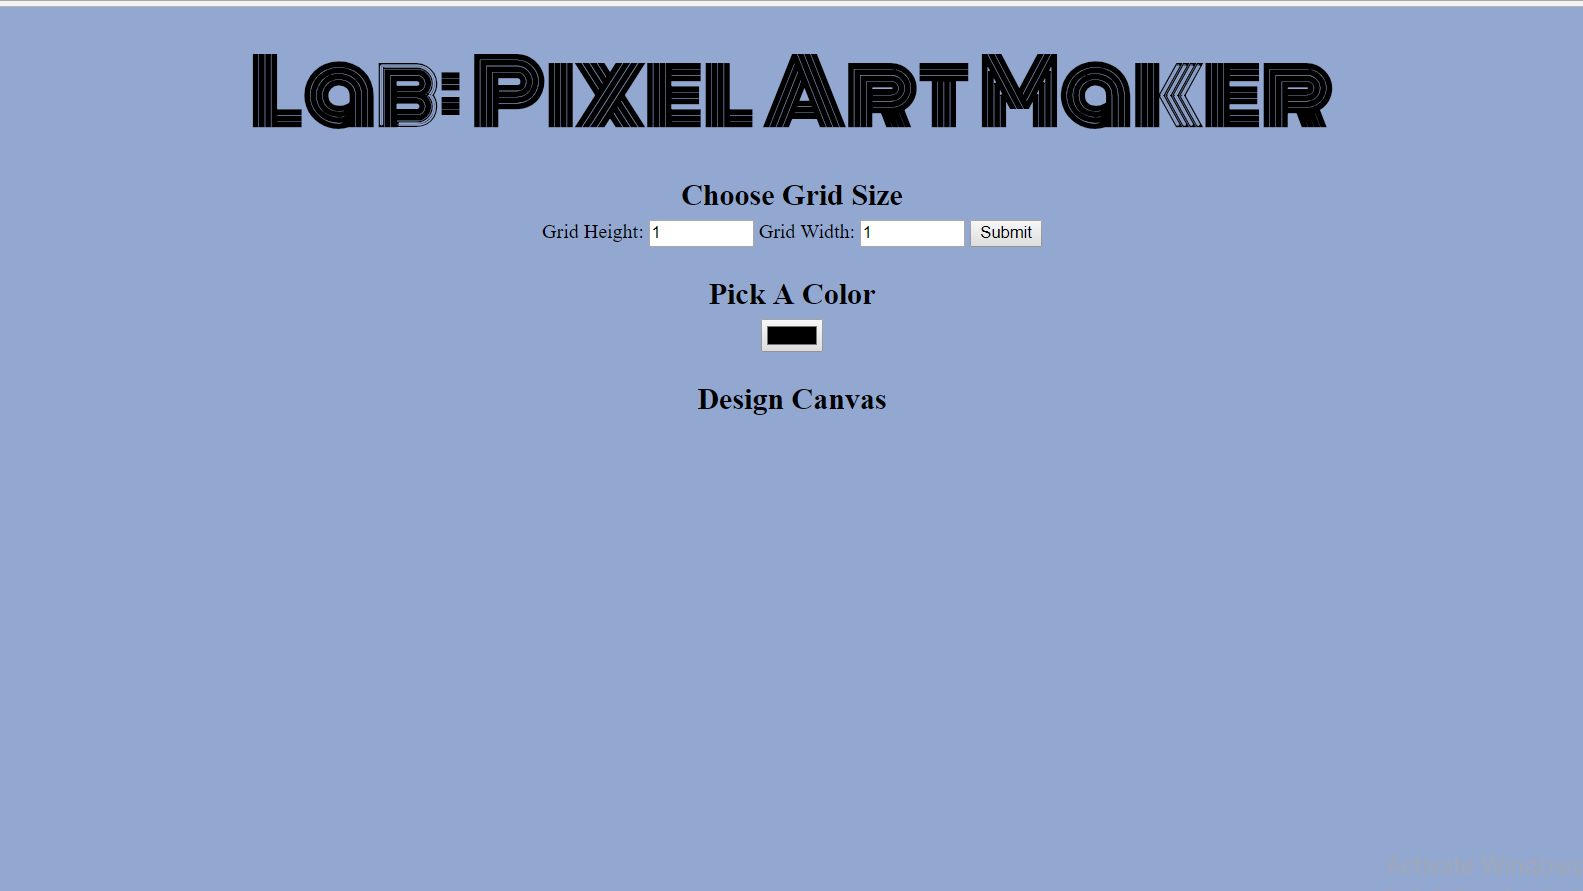 Lab: Pixel Art Maker
Choose Grid Size
Grid Height: 1 Grid Width: 1 Submit
Pick A Color
Design Canvas
Activate Windows